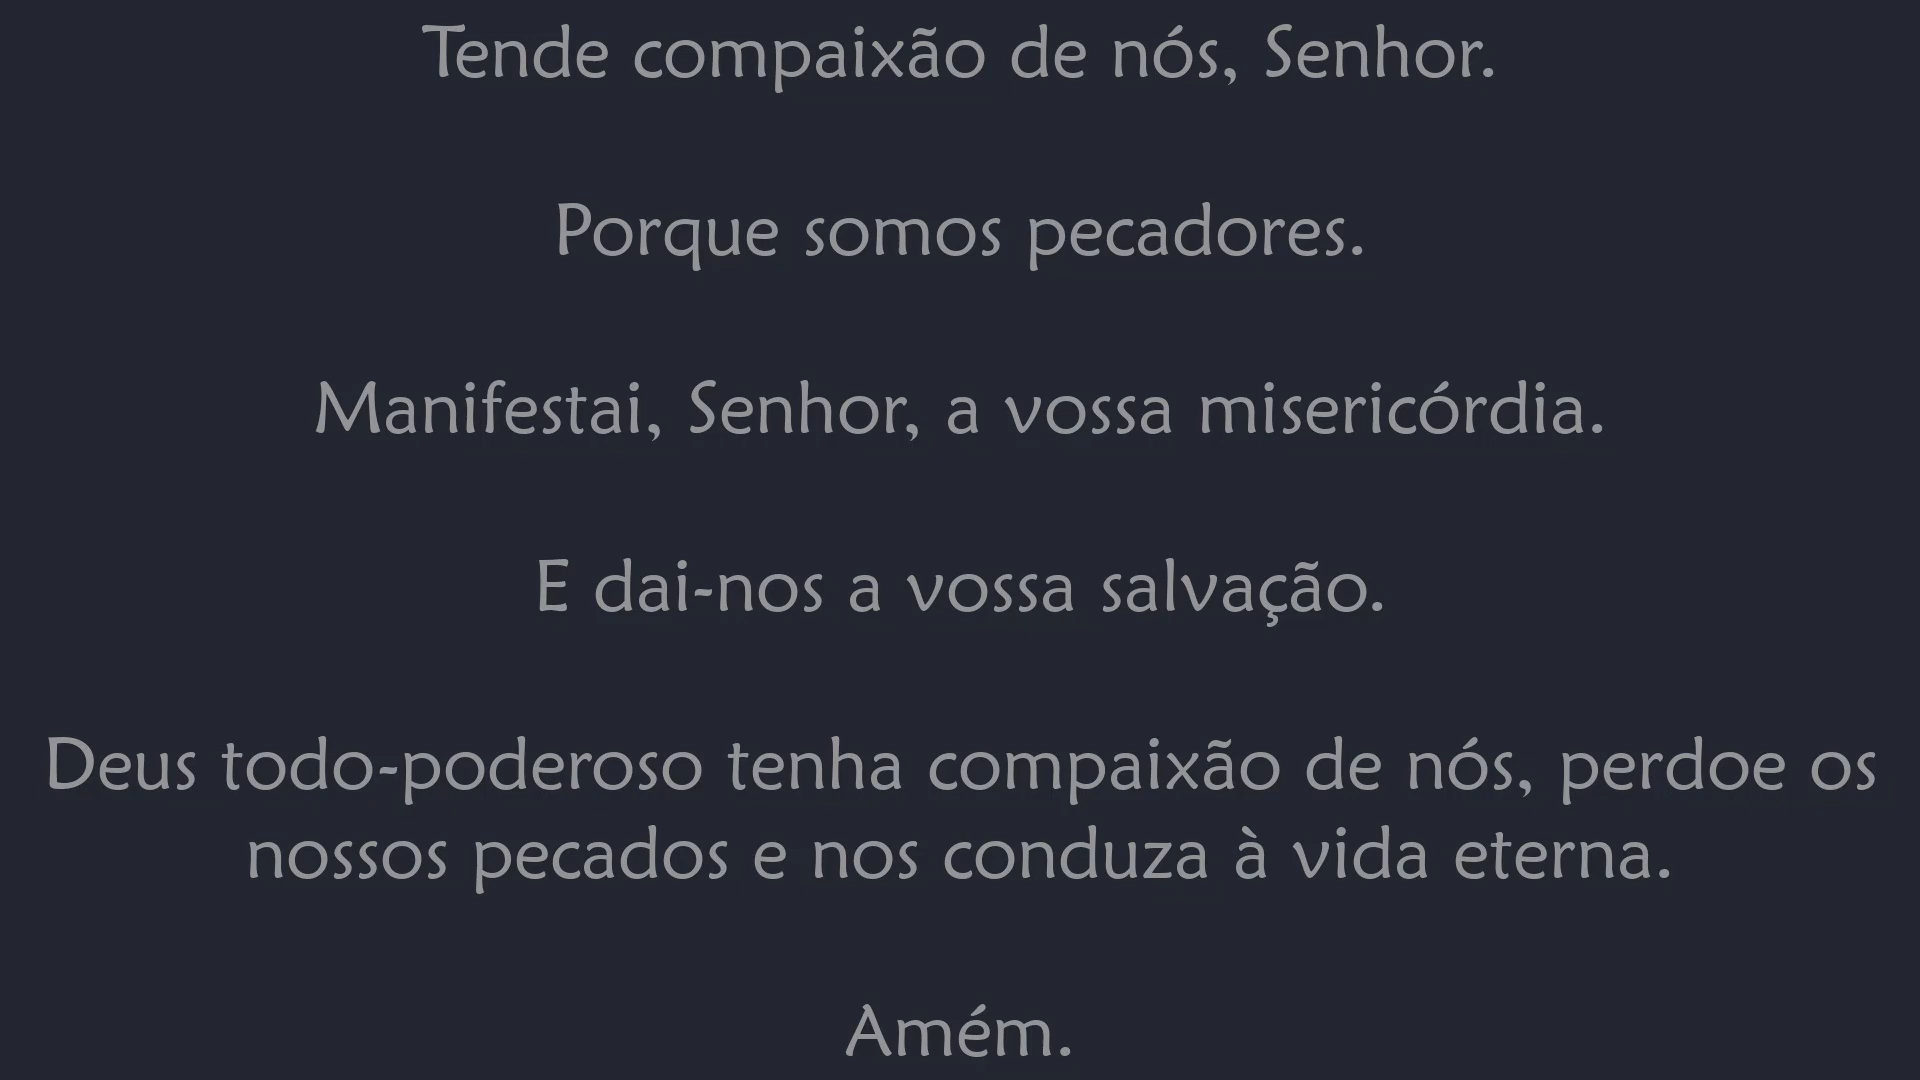 Tende compaixão de nós, Senhor.
Porque somos pecadores.
Manifestai, Senhor, a vossa misericórdia.
E dai-nos a vossa salvação.
Deus todo-poderoso tenha compaixão de nós, perdoe os
nossos pecados e nos conduza à vida eterna.
Amém.